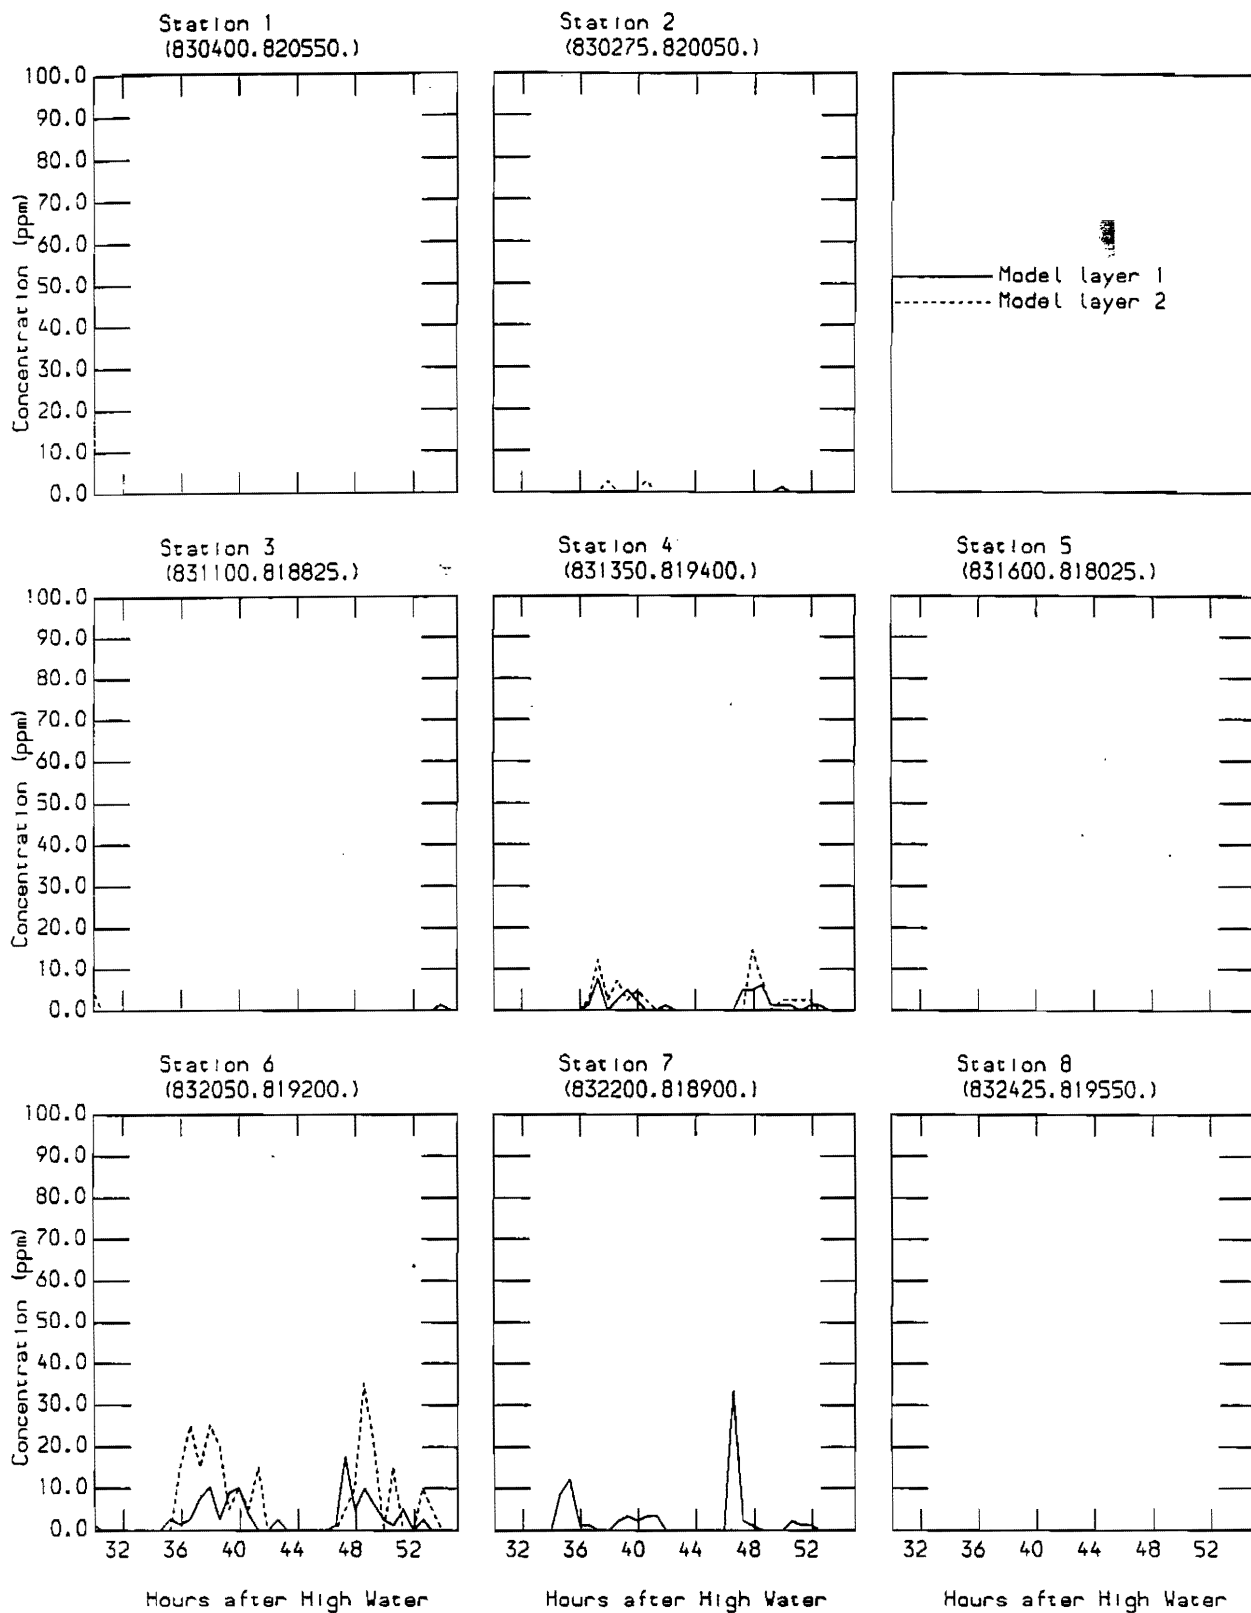 Station 1
(830400.820550.)
Station 2
(830275.820050.)
100.0
90.0
80.0
70.0
60.0
50.0
40.0
30.0
20.0
10.0
0.0
Concentration (ppm)
Model layer 1
Model layer 2
Station 3
(831100.818825.)
Station 4
(831350.819400.)
Station 5
(831600.818025.)
100.0
90.0
80.0
70.0
60.0
50.0
40.0
30.0
20.0
10.0
0.0
Concentration (ppm)
Station 6
(832050.819200.)
Station 7
(832200.818900.)
Station 8
(832425.819550.)
100.0
90.0
80.0
70.0
60.0
50.0
40.0
30.0
20.0
10.0
0.0
Concentration (ppm)
32 36 40 44 48 52
32 36 40 44 48 52
32 36 40 44 48 52
Hours after High Water
Hours after High Water
Hours after High Water